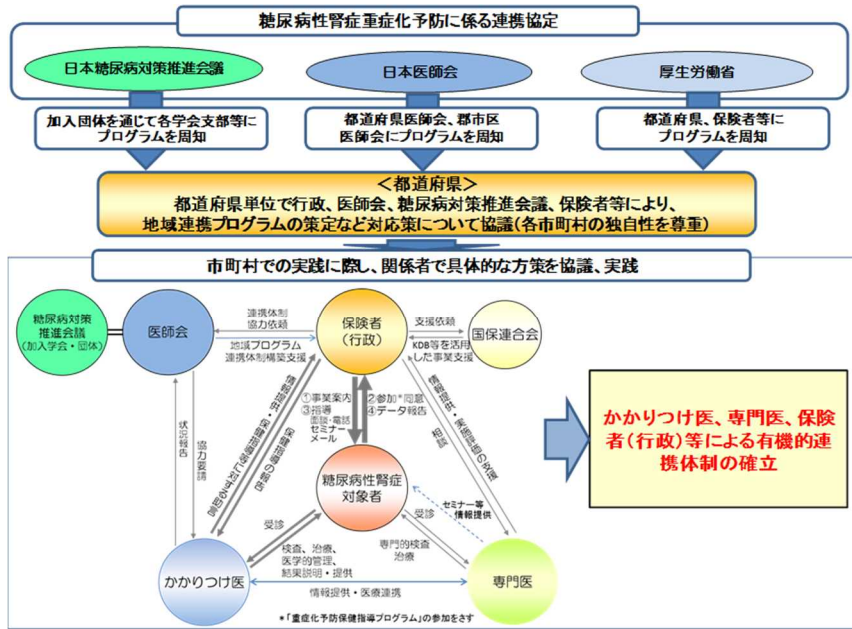 糖尿病性腎症重症化予防に係る連携協定
日本糖尿病対策推進会議
日本医師会
厚生労働省
加入団体を通じて各学会支部等に
プログラムを周知
都道府県医師会、郡市区
医師会にプログラムを周知
都道府県、保険者等に
プログラムを周知
＜都道府県＞
都道府県単位で行政、医師会、糖尿病対策推進会議、保険者等により、
地域連携プログラムの策定など対応策について協議(各市町村の独自性を尊重)
市町村での実践に際し、関係者で具体的な方策を協議、実践
糖尿病対策
推進会議
(加入学会・団体)
医師会
連携体制
協力依頼
地域プログラム
連携体制構築支援
保険者
(行政)
支援依頼
KDB等を活用
した事業支援
国保連合会
①事業案内
③指導
面談・電話
セミナー
メール
②参加*同意
④データ報告
状況報告
協力要請
情報提供・保健指導等に対する助言
保健指導の報告
相談
糖尿病性腎症
対象者
セミナー等
情報提供
受診
検査、治療、
医学的管理、
結果説明・提供
受診
専門的検査
治療
かかりつけ医
情報提供・医療連携
専門医
*「重症化予防保健指導プログラム」の参加をさす
かかりつけ医、専門医、保険
者(行政)等による有機的連
携体制の確立